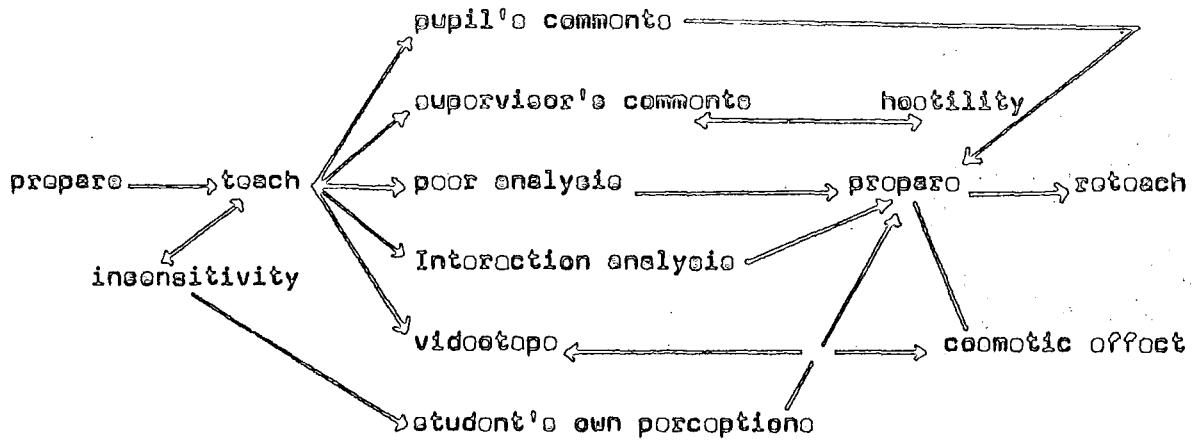 pupil's comments
supervisor's comments hostility
prepare teach poor analysis prepare reteach
Interaction analysis
insensitivity
videotape cosmetic effect
student's own perceptions